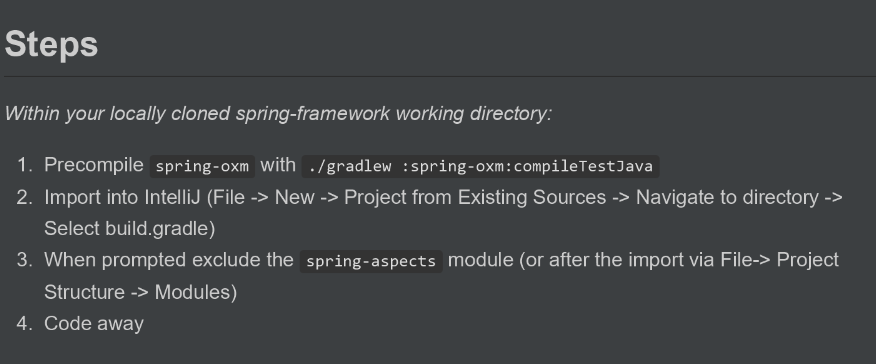 Steps
Within your locally cloned spring-framework working directory:
1. Precompile spring-oxm with ./gradlew :spring-oxm:compileTestJava
2. Import into IntelliJ (File -> New -> Project from Existing Sources -> Navigate to directory ->
Select build.gradle)
3. When prompted exclude the spring-aspects module (or after the import via File-> Project
Structure -> Modules)
4. Code away